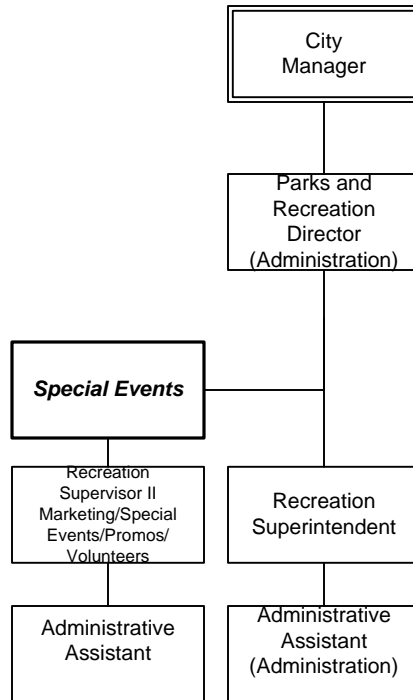 City
Manager
Parks and
Recreation
Director
(Administration)
Special Events
Recreation
Supervisor II
Marketing/Special
Events/Promos/
Volunteers
Recreation
Superintendent
Administrative
Assistant
Administrative
Assistant
(Administration)